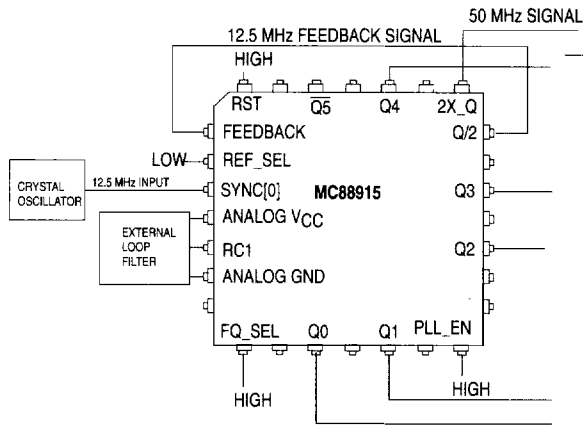 50 MHz SIGNAL
12.5 MHz FEEDBACK SIGNAL
HIGH
RST Q5 Q4 2X_Q
FEEDBACK Q/2
LOW REF_SEL
CRYSTAL OSCILLATOR 12.5 MHz INPUT SYNC[0] MC88915 Q3
ANALOG VCC
EXTERNAL LOOP FILTER RC1 Q2
ANALOG GND
FQ_SEL Q0 Q1 PLL_EN
HIGH HIGH